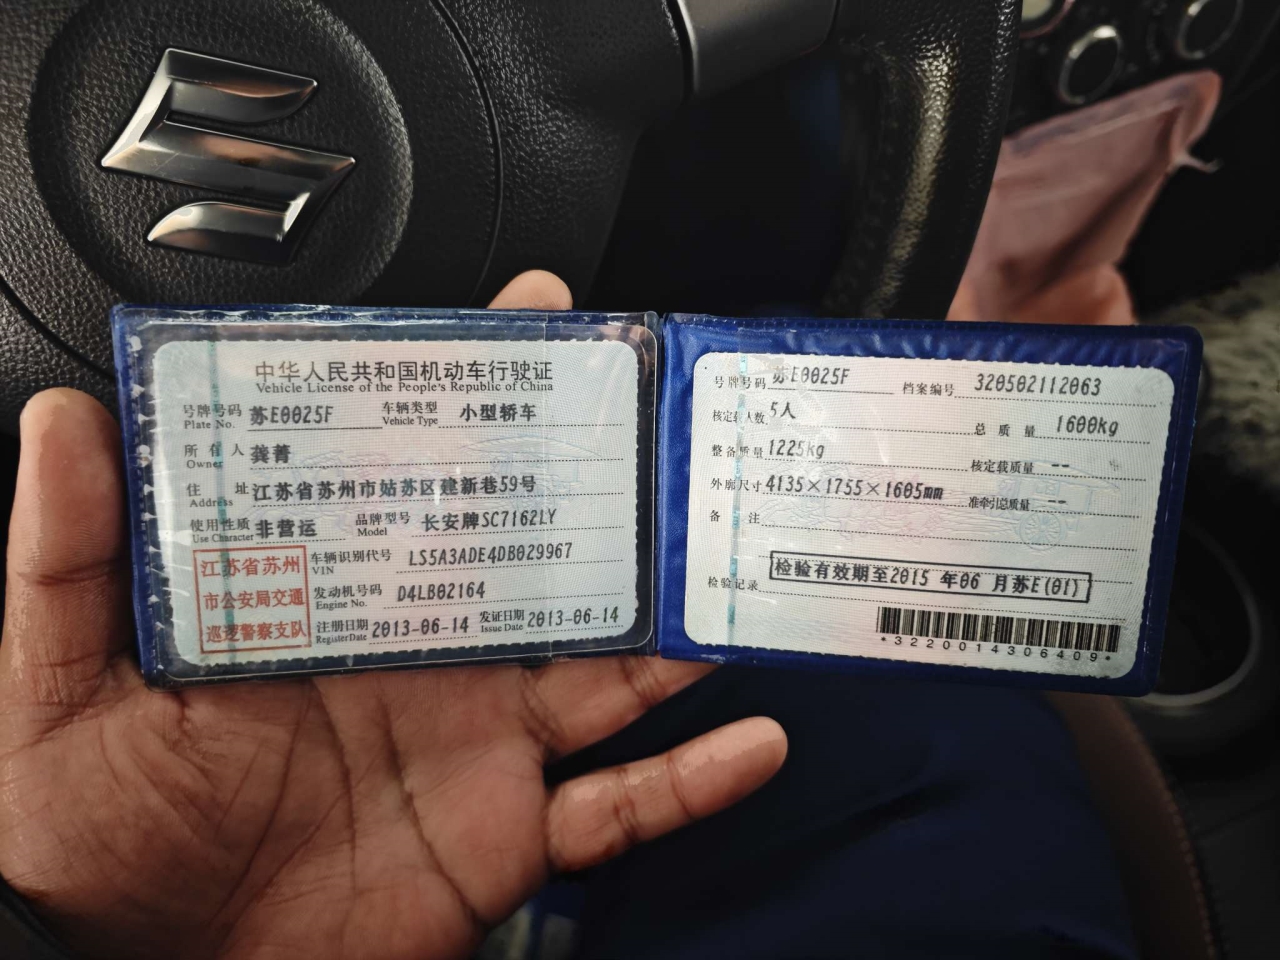 中华人民共和国机动车行驶证
Vehicle License of the People's Republic of China
号牌号码 苏E0025F 车辆类型 小型轿车
Plate No. Vehicle Type
所有人 龚菁
Owner
住址 江苏省苏州市姑苏区建新巷59号
Address
使用性质 非营运 品牌型号 长安牌SC7162LY
Use Character Model
江苏省苏州
市公安局交通
巡逻警察支队
车辆识别代号 LS5A3ADE4DB029967
VIN
发动机号码 D4LB02164
Engine No.
注册日期 2013-06-14 发证日期 2013-06-14
Register Date Issue Date
号牌号码 苏E0025F 档案编号 320502112063
核定载人数 5人 总质量 1600kg
整备质量 1225kg 核定载质量 --
外廓尺寸 4135×1755×1605mm 准牵引总质量 --
备注
检验记录 检验有效期至2015 年06 月苏E(01)
*3220014306409*